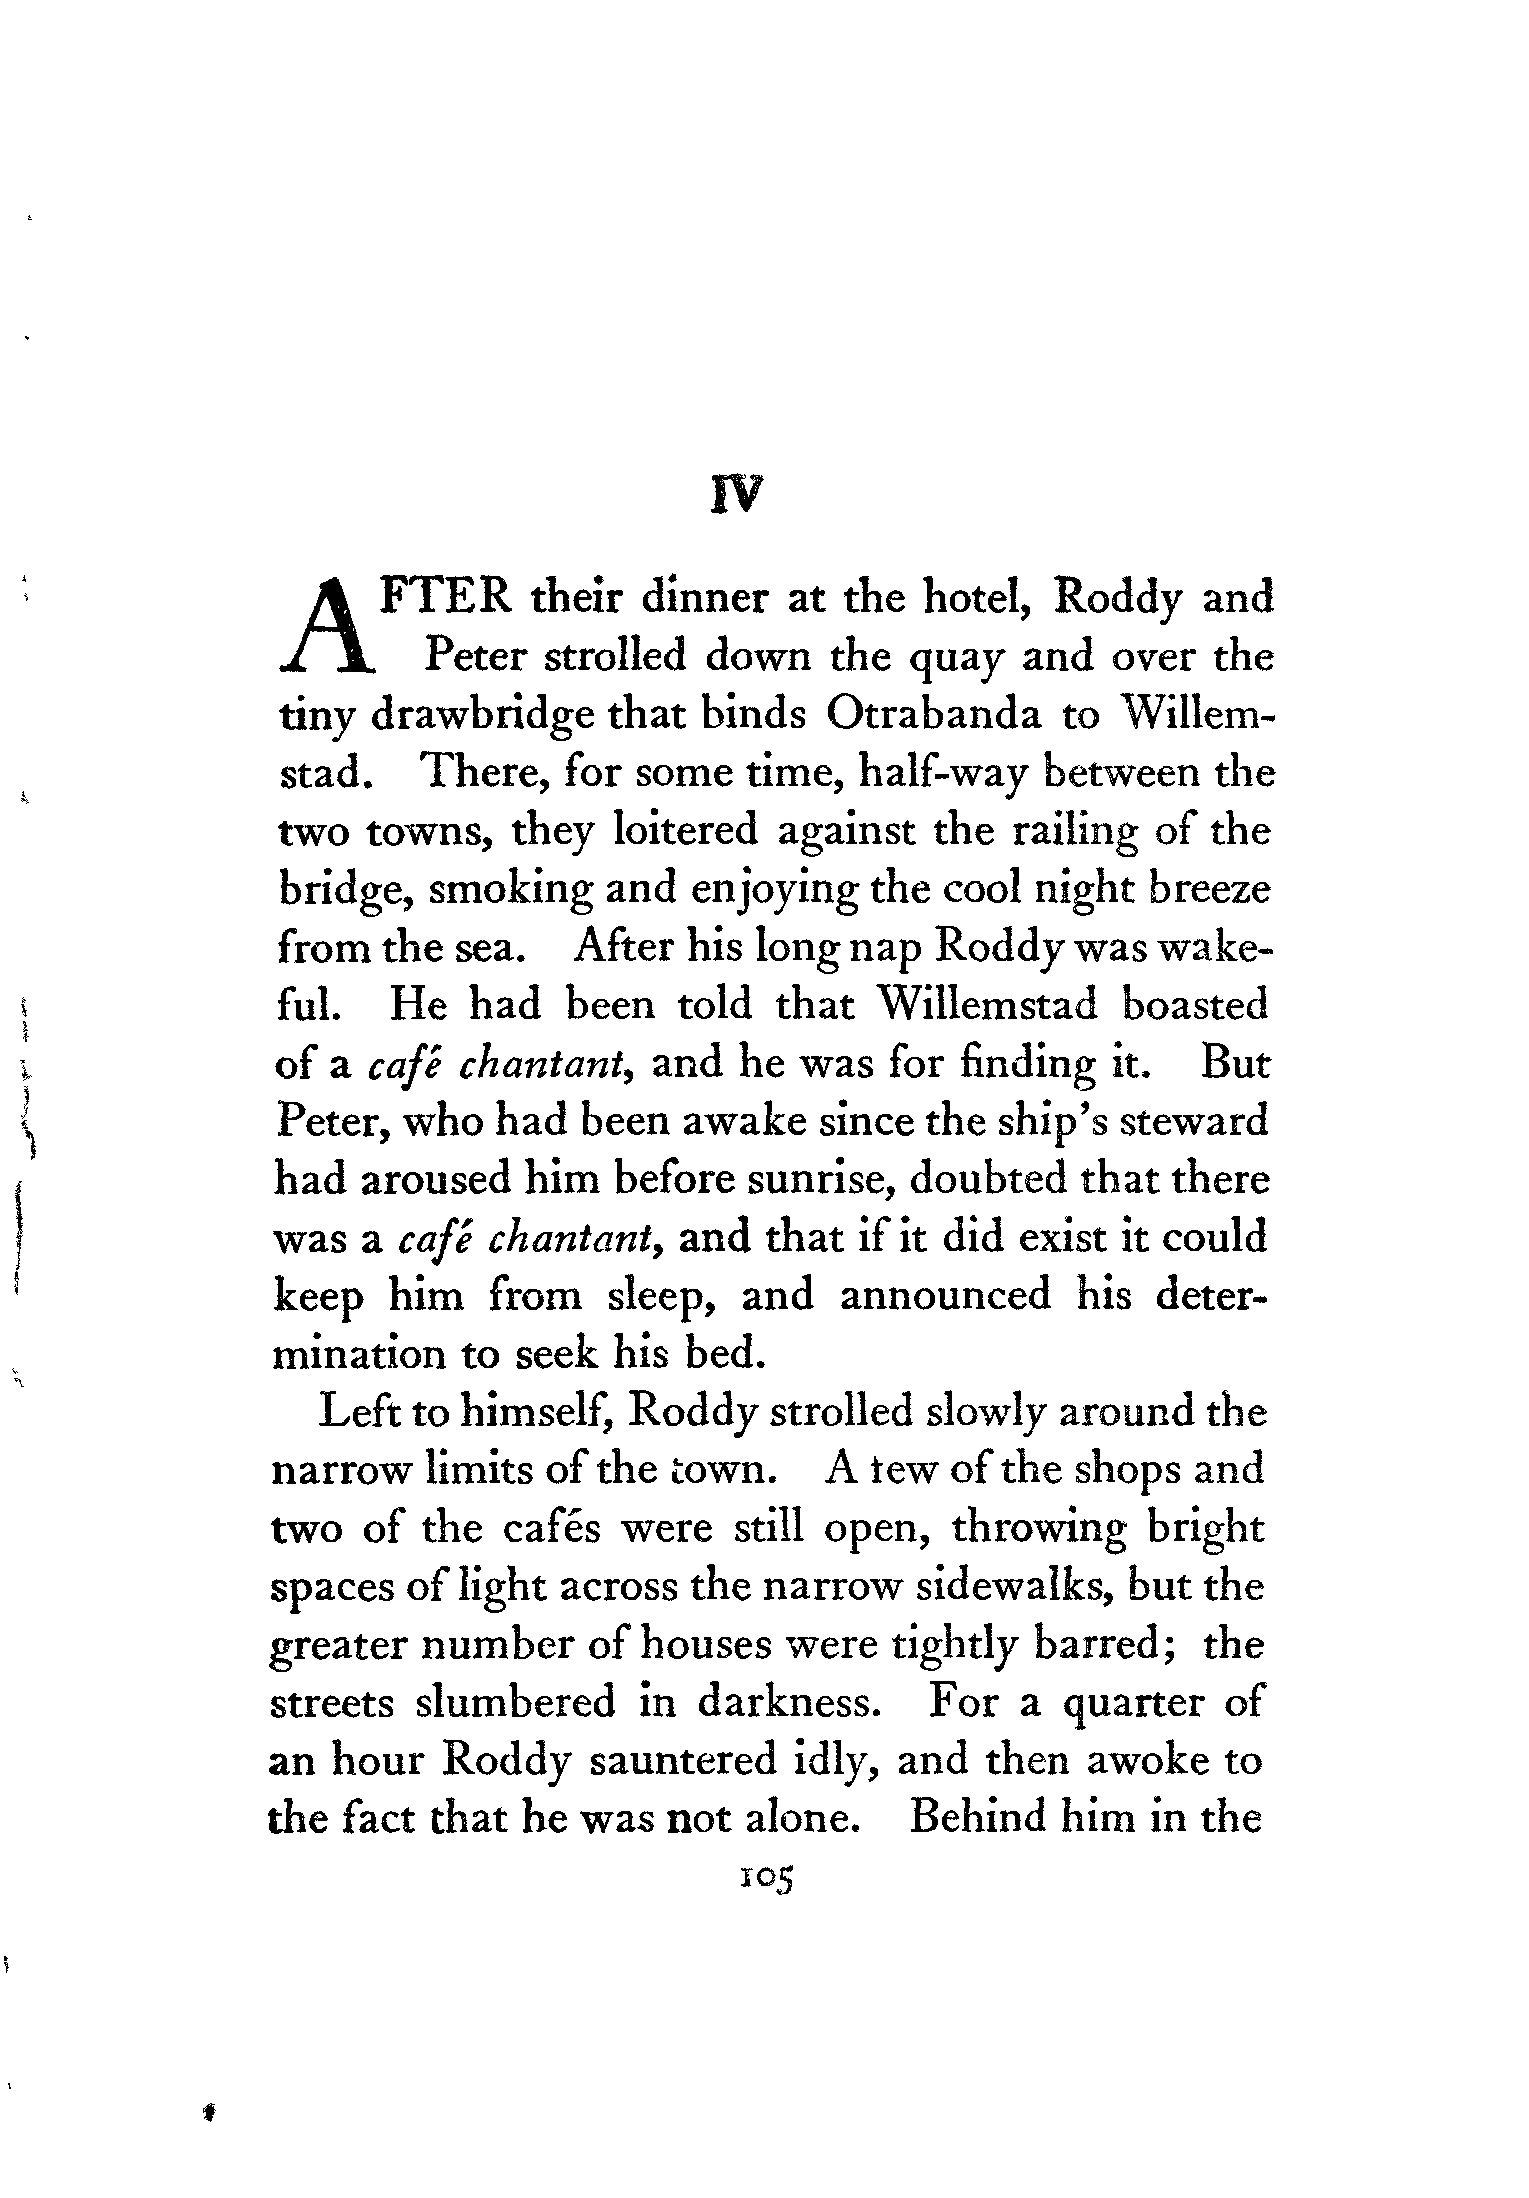 IV
AFTER their dinner at the hotel, Roddy and
Peter strolled down the quay and over the
tiny drawbridge that binds Otrabanda to Willem-
stad. There, for some time, half-way between the
two towns, they loitered against the railing of the
bridge, smoking and enjoying the cool night breeze
from the sea. After his long nap Roddy was wake-
ful. He had been told that Willemstad boasted
of a café chantant, and he was for finding it. But
Peter, who had been awake since the ship's steward
had aroused him before sunrise, doubted that there
was a café chantant, and that if it did exist it could
keep him from sleep, and announced his deter-
mination to seek his bed.
Left to himself, Roddy strolled slowly around the
narrow limits of the town. A few of the shops and
two of the cafés were still open, throwing bright
spaces of light across the narrow sidewalks, but the
greater number of houses were tightly barred; the
streets slumbered in darkness. For a quarter of
an hour Roddy sauntered idly, and then awoke to
the fact that he was not alone. Behind him in the
105